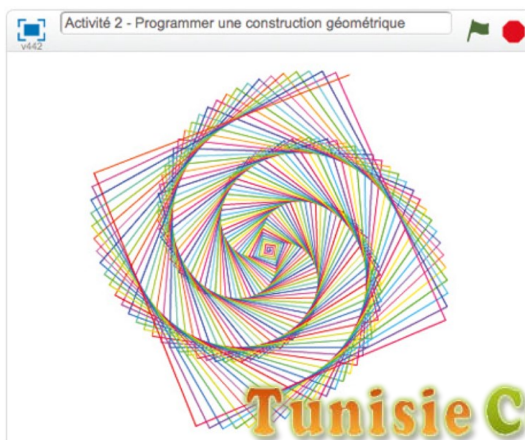 Activité 2 - Programmer une construction géométrique
v442
Tunisie C